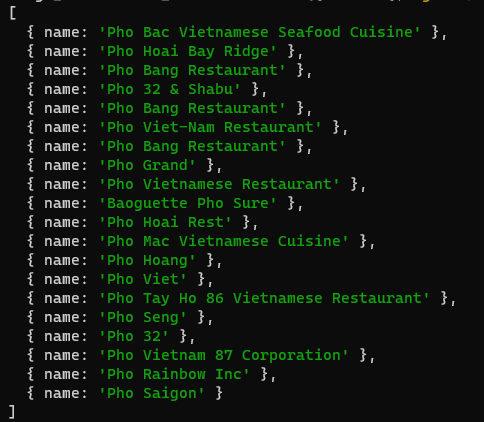 [
{ name: 'Pho Bac Vietnamese Seafood Cuisine' },
{ name: 'Pho Hoai Bay Ridge' },
{ name: 'Pho Bang Restaurant' },
{ name: 'Pho 32 & Shabu' },
{ name: 'Pho Bang Restaurant' },
{ name: 'Pho Viet-Nam Restaurant' },
{ name: 'Pho Bang Restaurant' },
{ name: 'Pho Grand' },
{ name: 'Pho Vietnamese Restaurant' },
{ name: 'Baoguette Pho Sure' },
{ name: 'Pho Hoai Rest' },
{ name: 'Pho Mac Vietnamese Cuisine' },
{ name: 'Pho Hoang' },
{ name: 'Pho Viet' },
{ name: 'Pho Tay Ho 86 Vietnamese Restaurant' },
{ name: 'Pho Seng' },
{ name: 'Pho 32' },
{ name: 'Pho Vietnam 87 Corporation' },
{ name: 'Pho Rainbow Inc' },
{ name: 'Pho Saigon' }
]